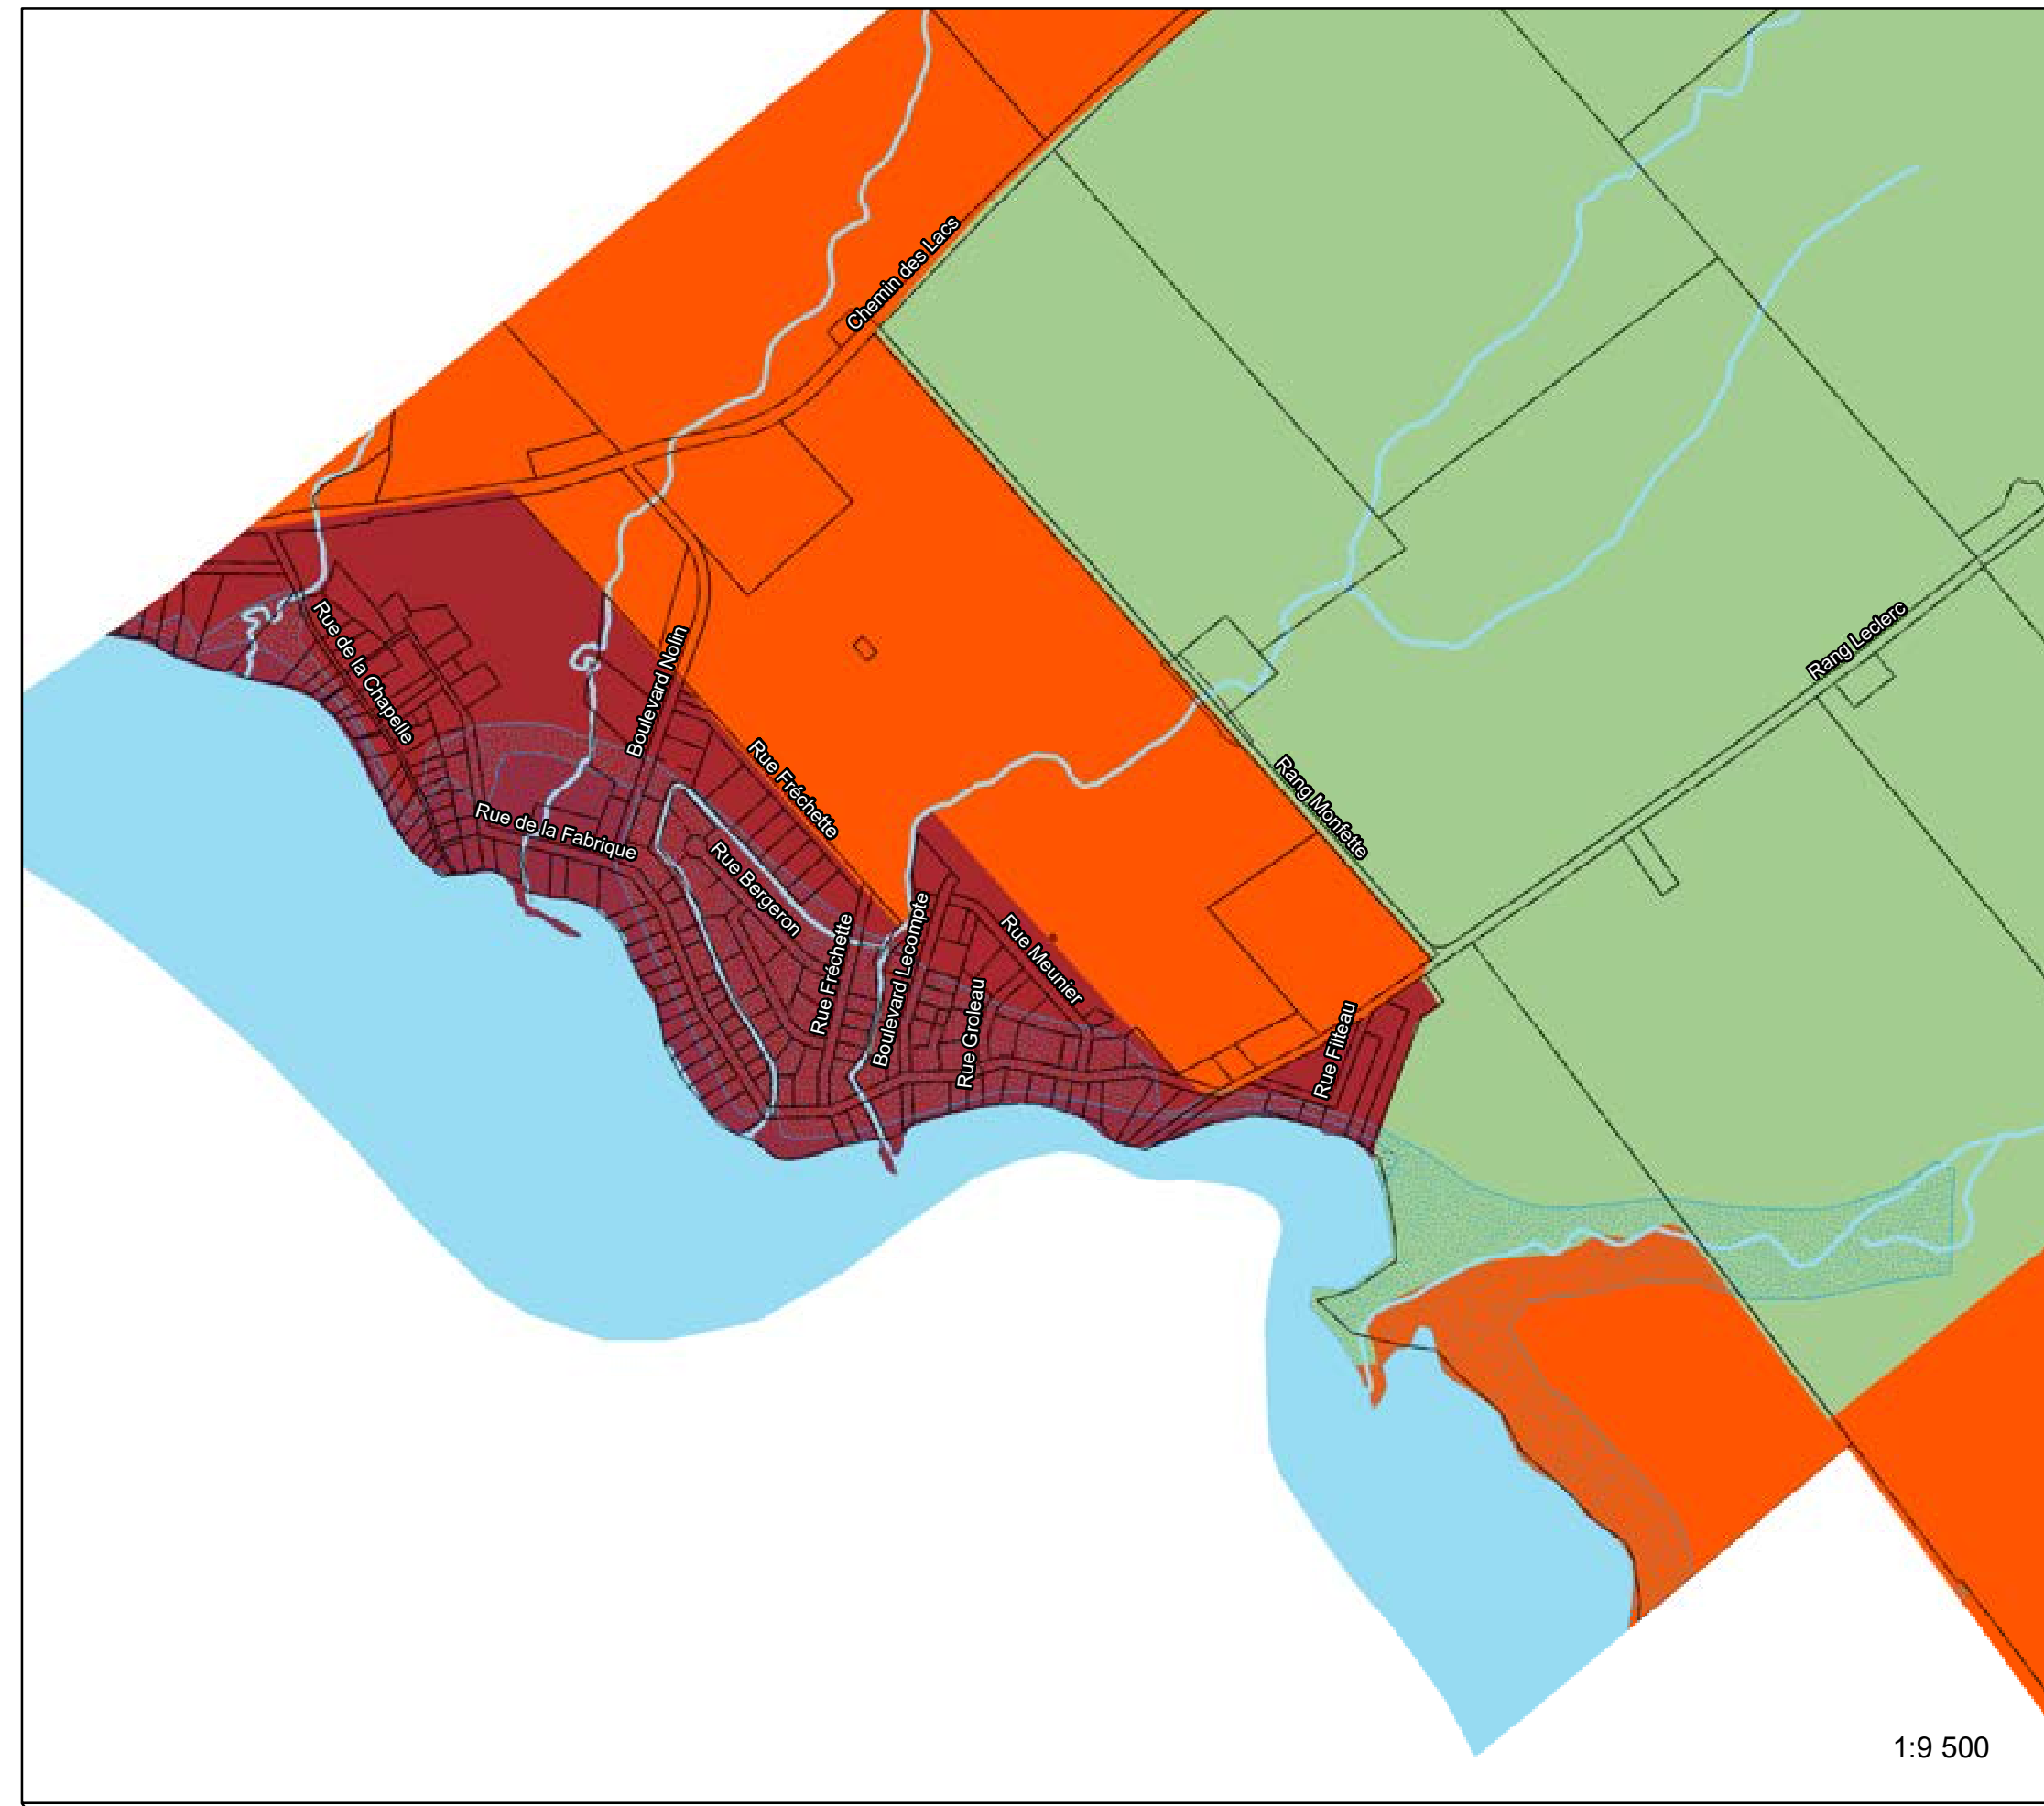 Chemin des Lacs
Rue de la Chapelle
Boulevard Nolin
Rang Leclerc
Rue Fréchette
Rang Monfette
Rue de la Fabrique
Rue Bergeron
Rue Fréchette
Boulevard Lecompte
Rue Meunier
Rue Groleau
Rue Filteau
1:9 500